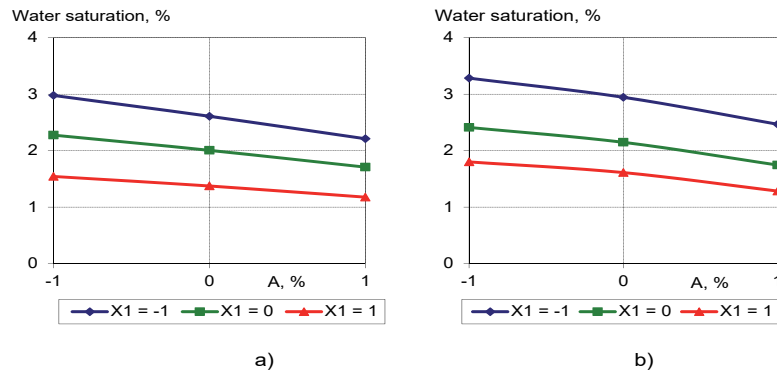 Water saturation, %
4
3
2
1
0
-1 0 A, % 1
X1 = -1 X1 = 0 X1 = 1
a)
Water saturation, %
4
3
2
1
0
-1 0 A, % 1
X1 = -1 X1 = 0 X1 = 1
b)